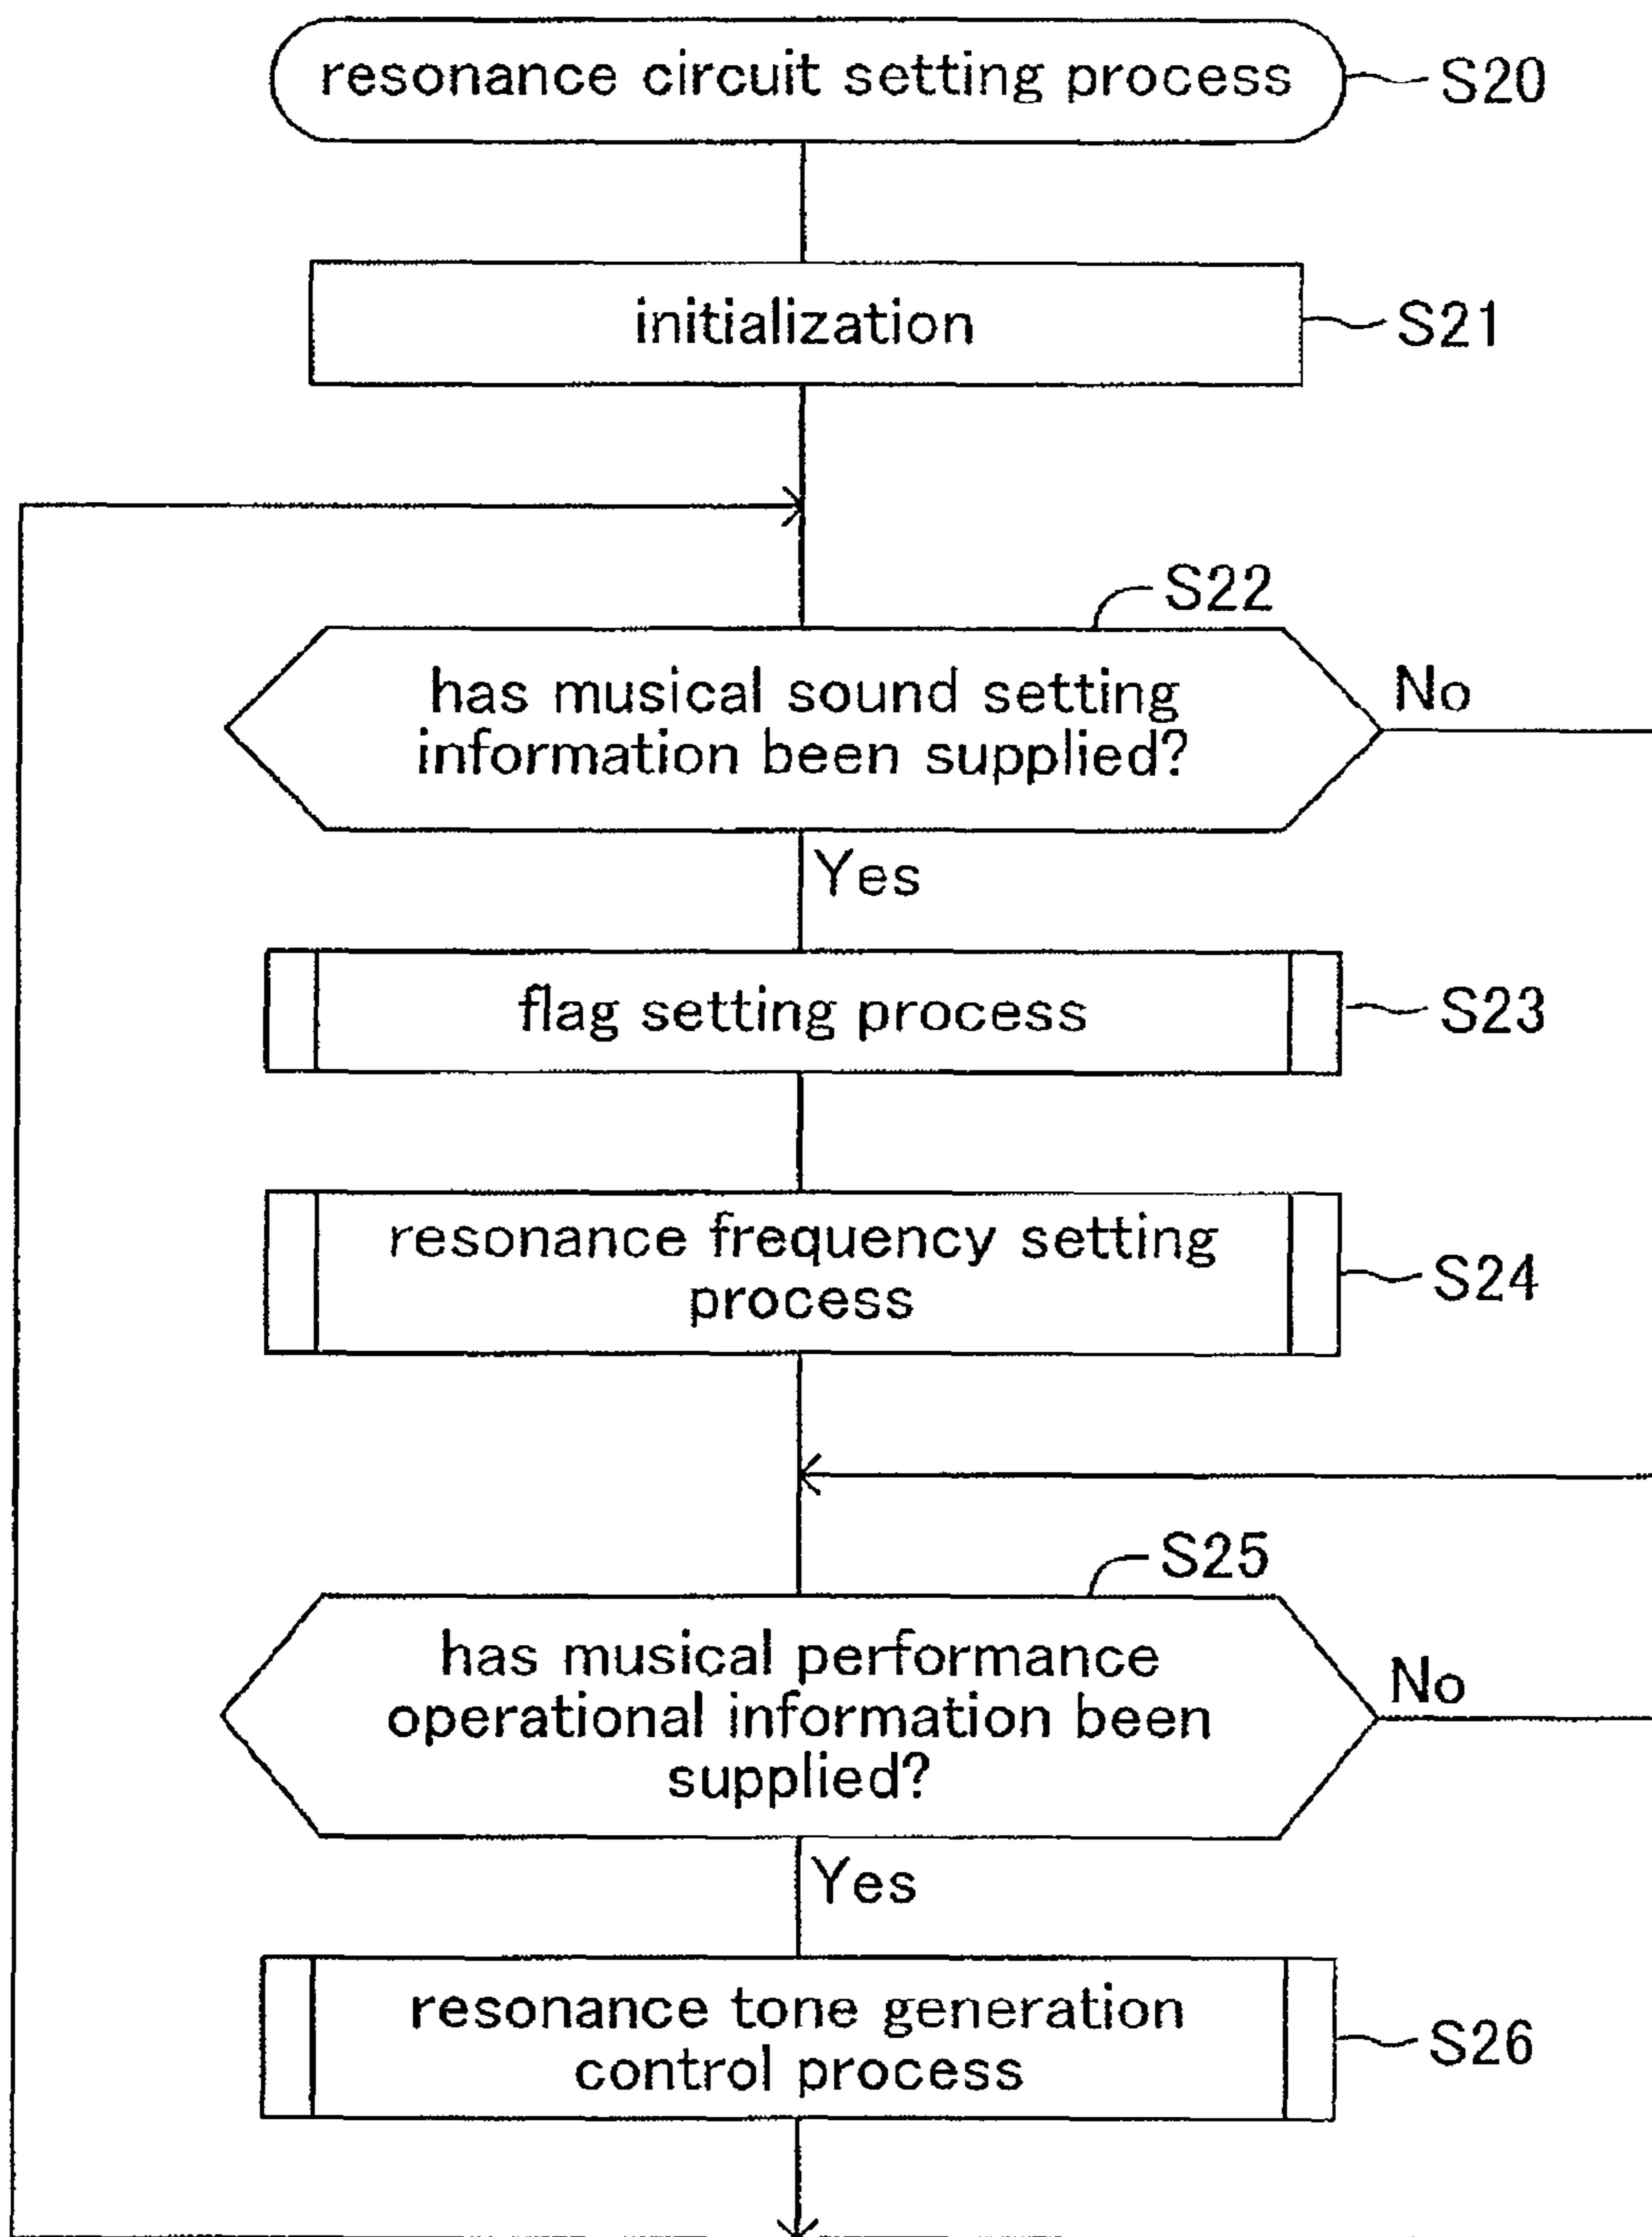 resonance circuit setting process
S20
initialization
S21
S22
has musical sound setting
information been supplied?
No
Yes
flag setting process
S23
resonance frequency setting
process
S24
S25
has musical performance
operational information been
supplied?
No
Yes
resonance tone generation
control process
S26